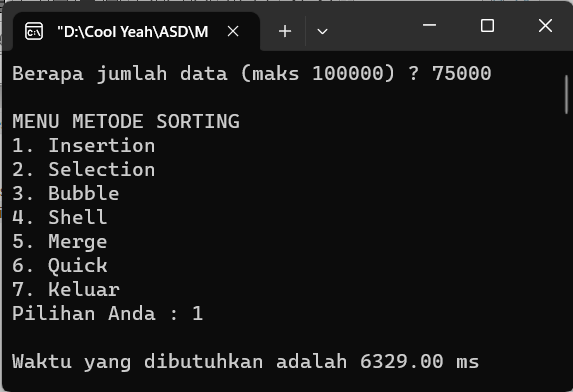 "D:\Cool Yeah\ASD\M
Berapa jumlah data (maks 100000) ? 75000
MENU METODE SORTING
1. Insertion
2. Selection
3. Bubble
4. Shell
5. Merge
6. Quick
7. Keluar
Pilihan Anda : 1
Waktu yang dibutuhkan adalah 6329.00 ms